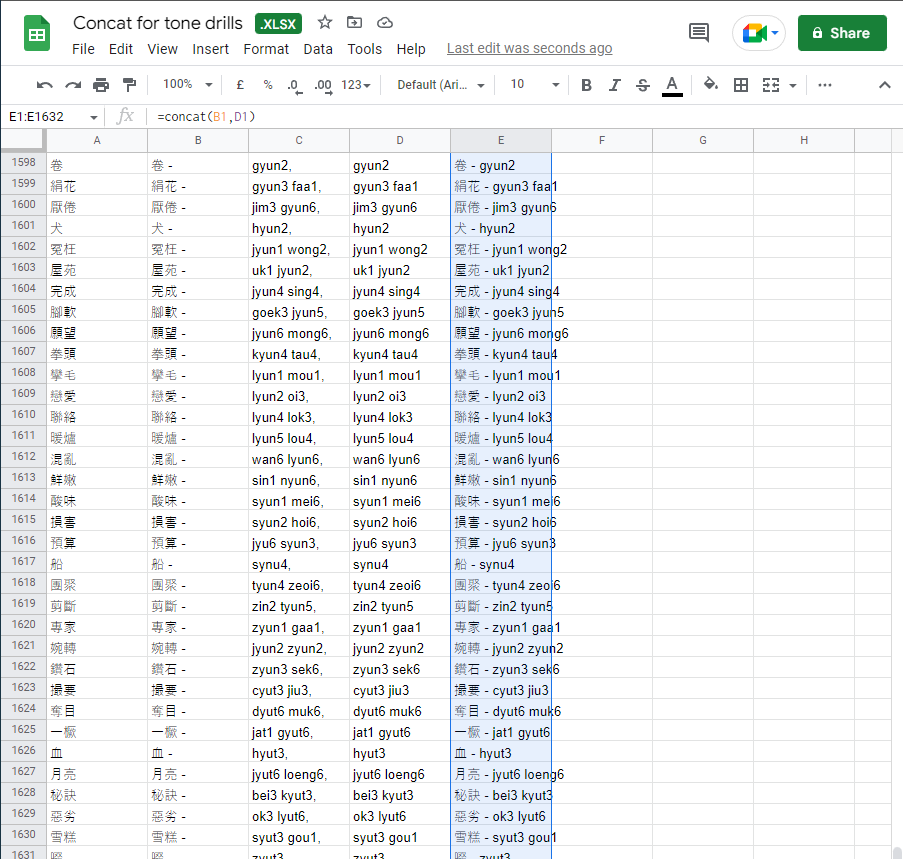 Concat for tone drills .XLSX
File Edit View Insert Format Data Tools Help Last edit was seconds ago
Share
100% £ % .0 .00 123 Default (Ari... 10 B I S A ...
E1:E1632 fx =concat(B1,D1)
A B C D E F G H
1598 卷 卷 - gyun2, gyun2 卷 - gyun2
1599 絹花 絹花 - gyun3 faa1, gyun3 faa1 絹花 - gyun3 faa1
1600 厭倦 厭倦 - jim3 gyun6, jim3 gyun6 厭倦 - jim3 gyun6
1601 犬 犬 - hyun2, hyun2 犬 - hyun2
1602 冤枉 冤枉 - jyun1 wong2, jyun1 wong2 冤枉 - jyun1 wong2
1603 屋苑 屋苑 - uk1 jyun2, uk1 jyun2 屋苑 - uk1 jyun2
1604 完成 完成 - jyun4 sing4, jyun4 sing4 完成 - jyun4 sing4
1605 腳軟 腳軟 - goek3 jyun5, goek3 jyun5 腳軟 - goek3 jyun5
1606 願望 願望 - jyun6 mong6, jyun6 mong6 願望 - jyun6 mong6
1607 拳頭 拳頭 - kyun4 tau4, kyun4 tau4 拳頭 - kyun4 tau4
1608 孿毛 孿毛 - lyun1 mou1, lyun1 mou1 孿毛 - lyun1 mou1
1609 戀愛 戀愛 - lyun2 oi3, lyun2 oi3 戀愛 - lyun2 oi3
1610 聯絡 聯絡 - lyun4 lok3, lyun4 lok3 聯絡 - lyun4 lok3
1611 暖爐 暖爐 - lyun5 lou4, lyun5 lou4 暖爐 - lyun5 lou4
1612 混亂 混亂 - wan6 lyun6, wan6 lyun6 混亂 - wan6 lyun6
1613 鮮嫩 鮮嫩 - sin1 nyun6, sin1 nyun6 鮮嫩 - sin1 nyun6
1614 酸味 酸味 - syun1 mei6, syun1 mei6 酸味 - syun1 mei6
1615 損害 損害 - syun2 hoi6, syun2 hoi6 損害 - syun2 hoi6
1616 預算 預算 - jyu6 syun3, jyu6 syun3 預算 - jyu6 syun3
1617 船 船 - synu4, synu4 船 - synu4
1618 團聚 團聚 - tyun4 zeoi6, tyun4 zeoi6 團聚 - tyun4 zeoi6
1619 剪斷 剪斷 - zin2 tyun5, zin2 tyun5 剪斷 - zin2 tyun5
1620 專家 專家 - zyun1 gaa1, zyun1 gaa1 專家 - zyun1 gaa1
1621 婉轉 婉轉 - jyun2 zyun2, jyun2 zyun2 婉轉 - jyun2 zyun2
1622 鑽石 鑽石 - zyun3 sek6, zyun3 sek6 鑽石 - zyun3 sek6
1623 撮要 撮要 - cyut3 jiu3, cyut3 jiu3 撮要 - cyut3 jiu3
1624 奪目 奪目 - dyut6 muk6, dyut6 muk6 奪目 - dyut6 muk6
1625 一橛 一橛 - jat1 gyut6, jat1 gyut6 一橛 - jat1 gyut6
1626 血 血 - hyut3, hyut3 血 - hyut3
1627 月亮 月亮 - jyut6 loeng6, jyut6 loeng6 月亮 - jyut6 loeng6
1628 秘訣 秘訣 - bei3 kyut3, bei3 kyut3 秘訣 - bei3 kyut3
1629 惡劣 惡劣 - ok3 lyut6, ok3 lyut6 惡劣 - ok3 lyut6
1630 雪糕 雪糕 - syut3 gou1, syut3 gou1 雪糕 - syut3 gou1
1631 zyut3, zyut3 - zyut3